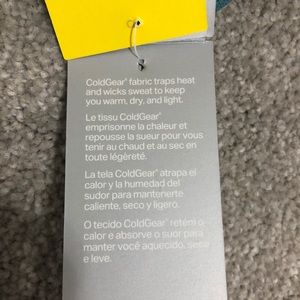 ColdGear® fabric traps heat
and wicks sweat to keep
you warm, dry, and light.
Le tissu ColdGear®
emprisonne la chaleur et
repousse la sueur pour vous
tenir au chaud et au sec en
toute légèreté.
La tela ColdGear® atrapa el
calor y la humedad del
sudor para mantenerte
caliente, seco y ligero.
O tecido ColdGear® retém o
calor e absorve o suor para
manter você aquecido, seco
e leve.